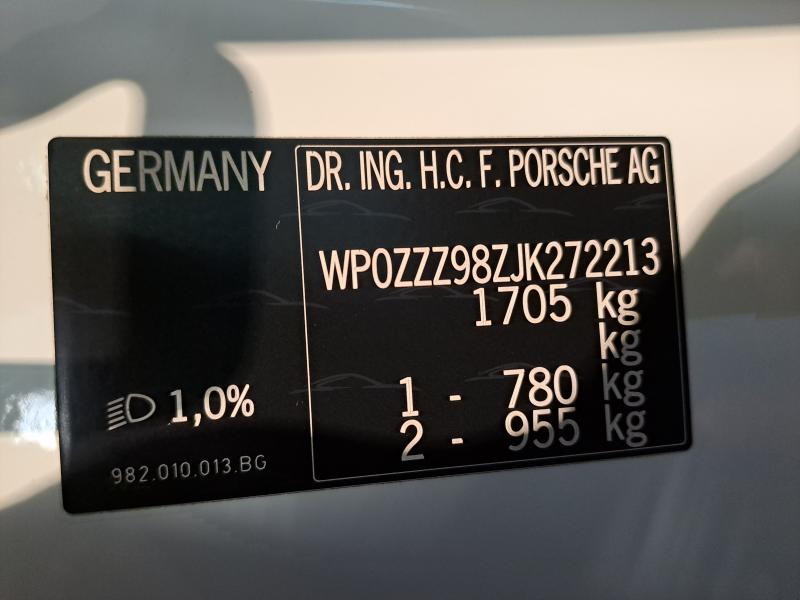 GERMANY
DR. ING. H.C. F. PORSCHE AG
WP0ZZZ98ZJK272213
1705 kg
kg
1 - 780 kg
2 - 955 kg
1,0%
982.010.013.BG